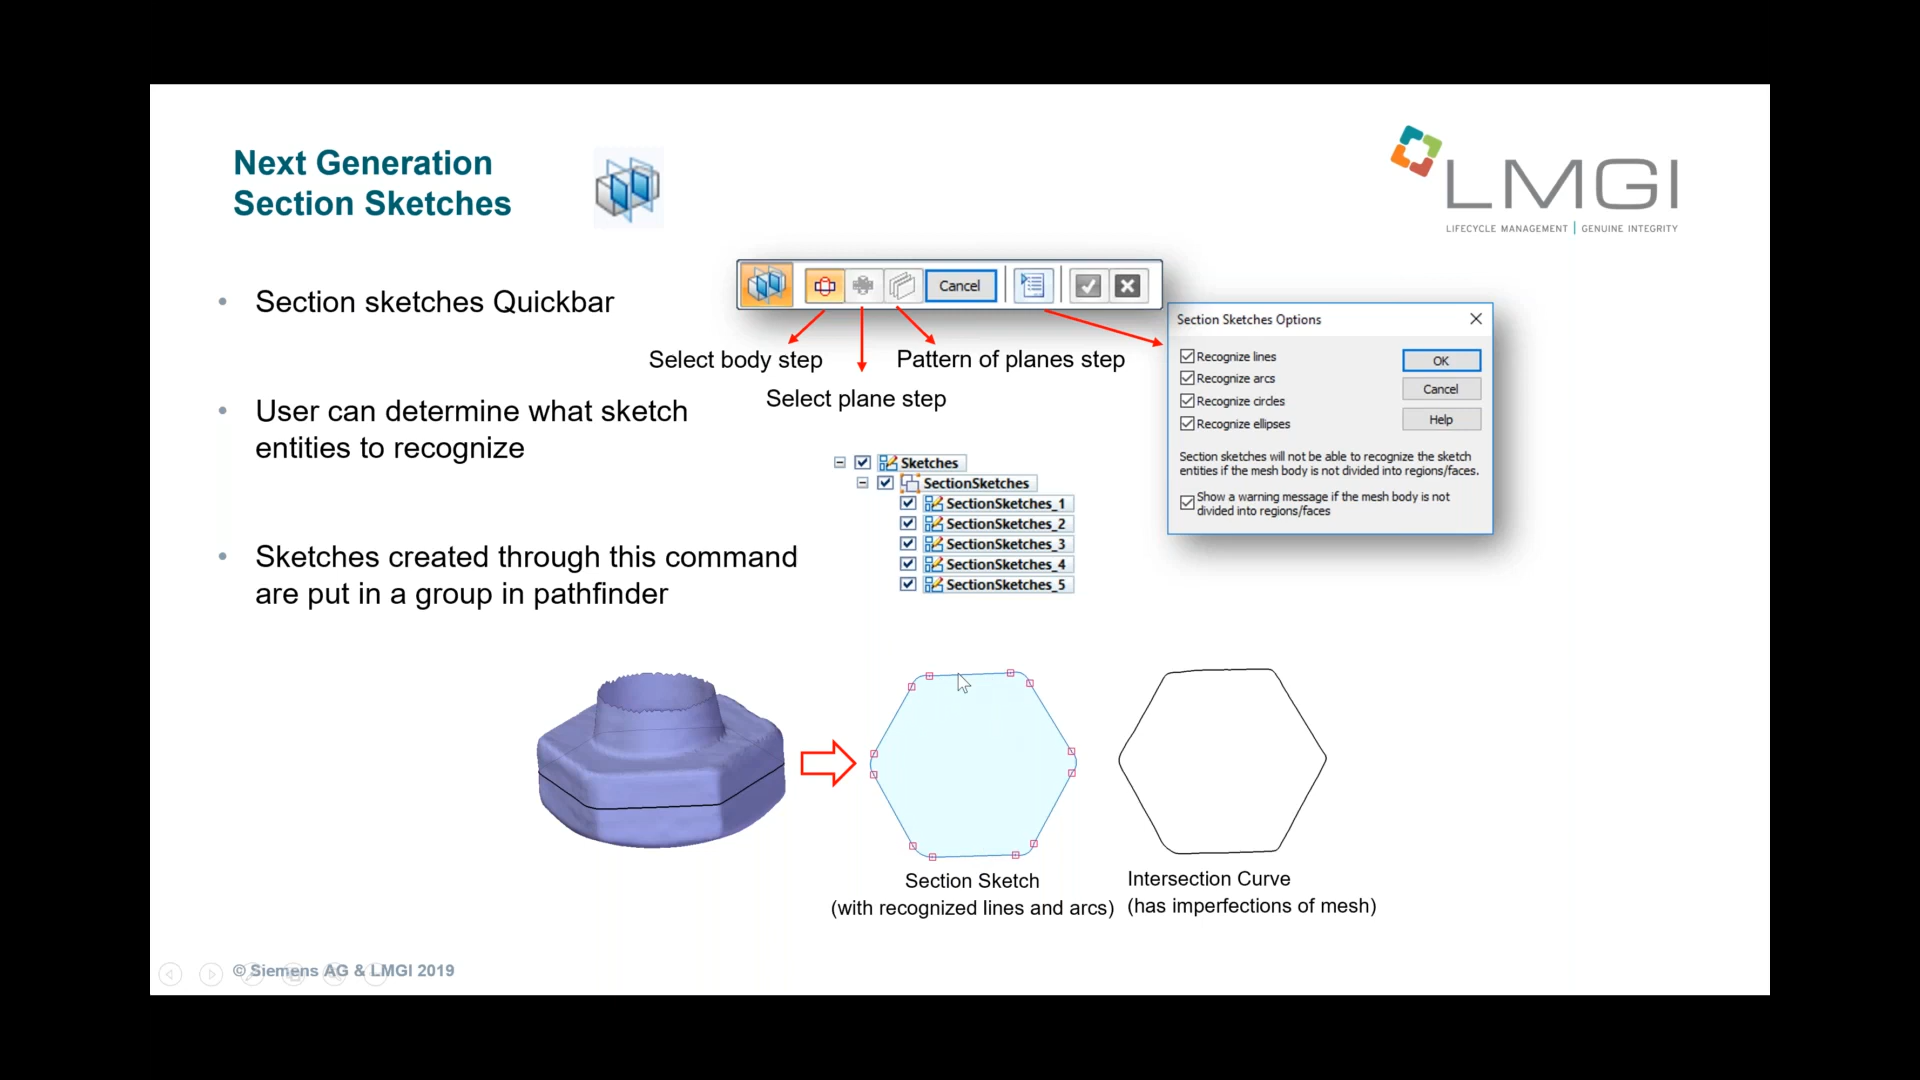 Next Generation
Section Sketches
LMGI
LIFECYCLE MANAGEMENT | GENUINE INTEGRITY
• Section sketches Quickbar
Cancel
Select body step
Pattern of planes step
Select plane step
Section Sketches Options
Recognize lines
Recognize arcs
Recognize circles
Recognize ellipses
OK
Cancel
Help
Section sketches will not be able to recognize the sketch
entities if the mesh body is not divided into regions/faces.
Show a warning message if the mesh body is not
divided into regions/faces
• User can determine what sketch
entities to recognize
Sketches
SectionSketches
SectionSketches_1
SectionSketches_2
SectionSketches_3
SectionSketches_4
SectionSketches_5
• Sketches created through this command
are put in a group in pathfinder
Section Sketch
(with recognized lines and arcs)
Intersection Curve
(has imperfections of mesh)
© Siemens AG & LMGI 2019